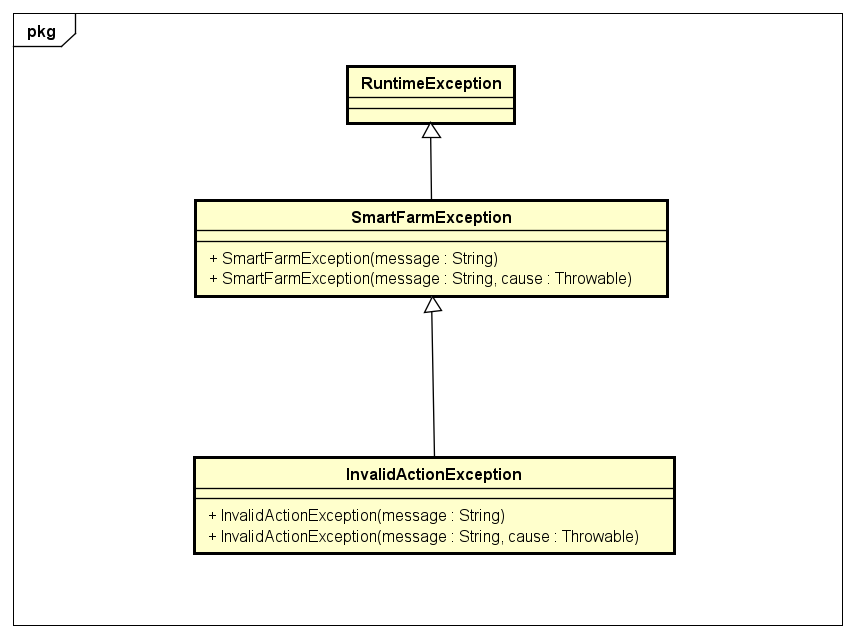 pkg
RuntimeException
SmartFarmException
+ SmartFarmException(message : String)
+ SmartFarmException(message : String, cause : Throwable)
InvalidActionException
+ InvalidActionException(message : String)
+ InvalidActionException(message : String, cause : Throwable)